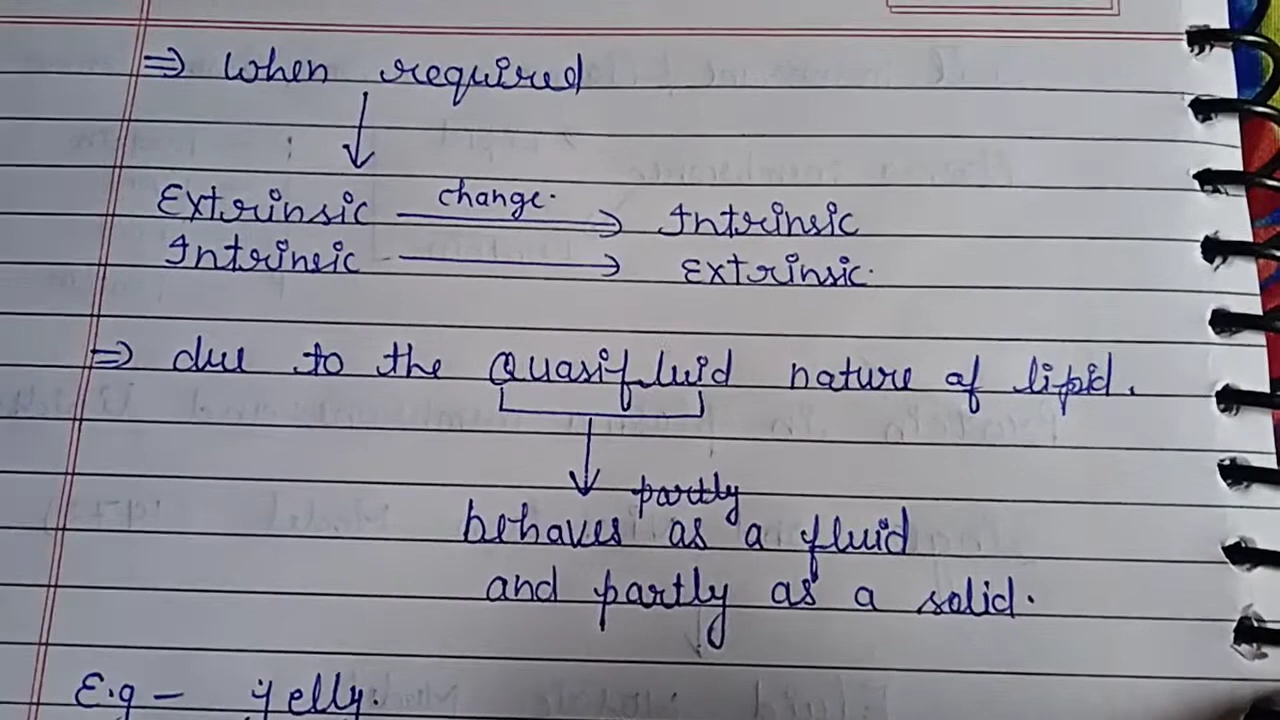 ⇒ When required
↓
Extrinsic change. → Intrinsic
Intrinsic → Extrinsic.
⇒ due to the Quasifluid nature of lipid.
↓
partly
behaves as a fluid
and partly as a solid.
E.g – jelly.